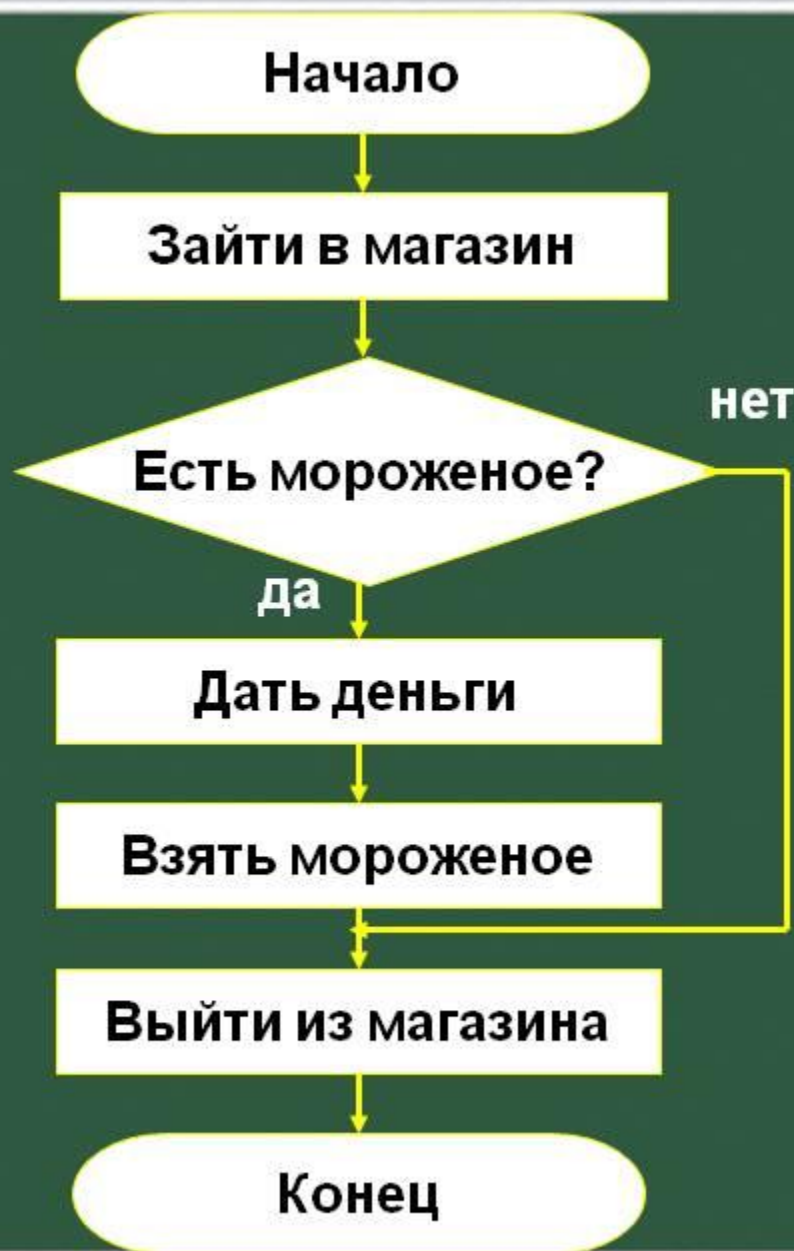 Начало
Зайти в магазин
нет
Есть мороженое?
да
Дать деньги
Взять мороженое
Выйти из магазина
Конец